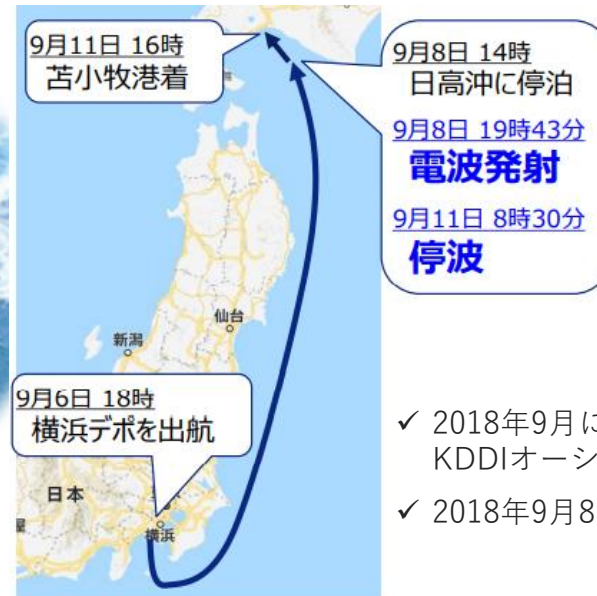 9月11日 16時
苫小牧港着
9月8日 14時
日高沖に停泊
9月8日 19時43分
電波発射
9月11日 8時30分
停波
仙台
新潟
9月6日 18時
横浜デポを出航
日本
屋
横浜
✓ 2018年9月に
KDDIオーシ
✓ 2018年9月8